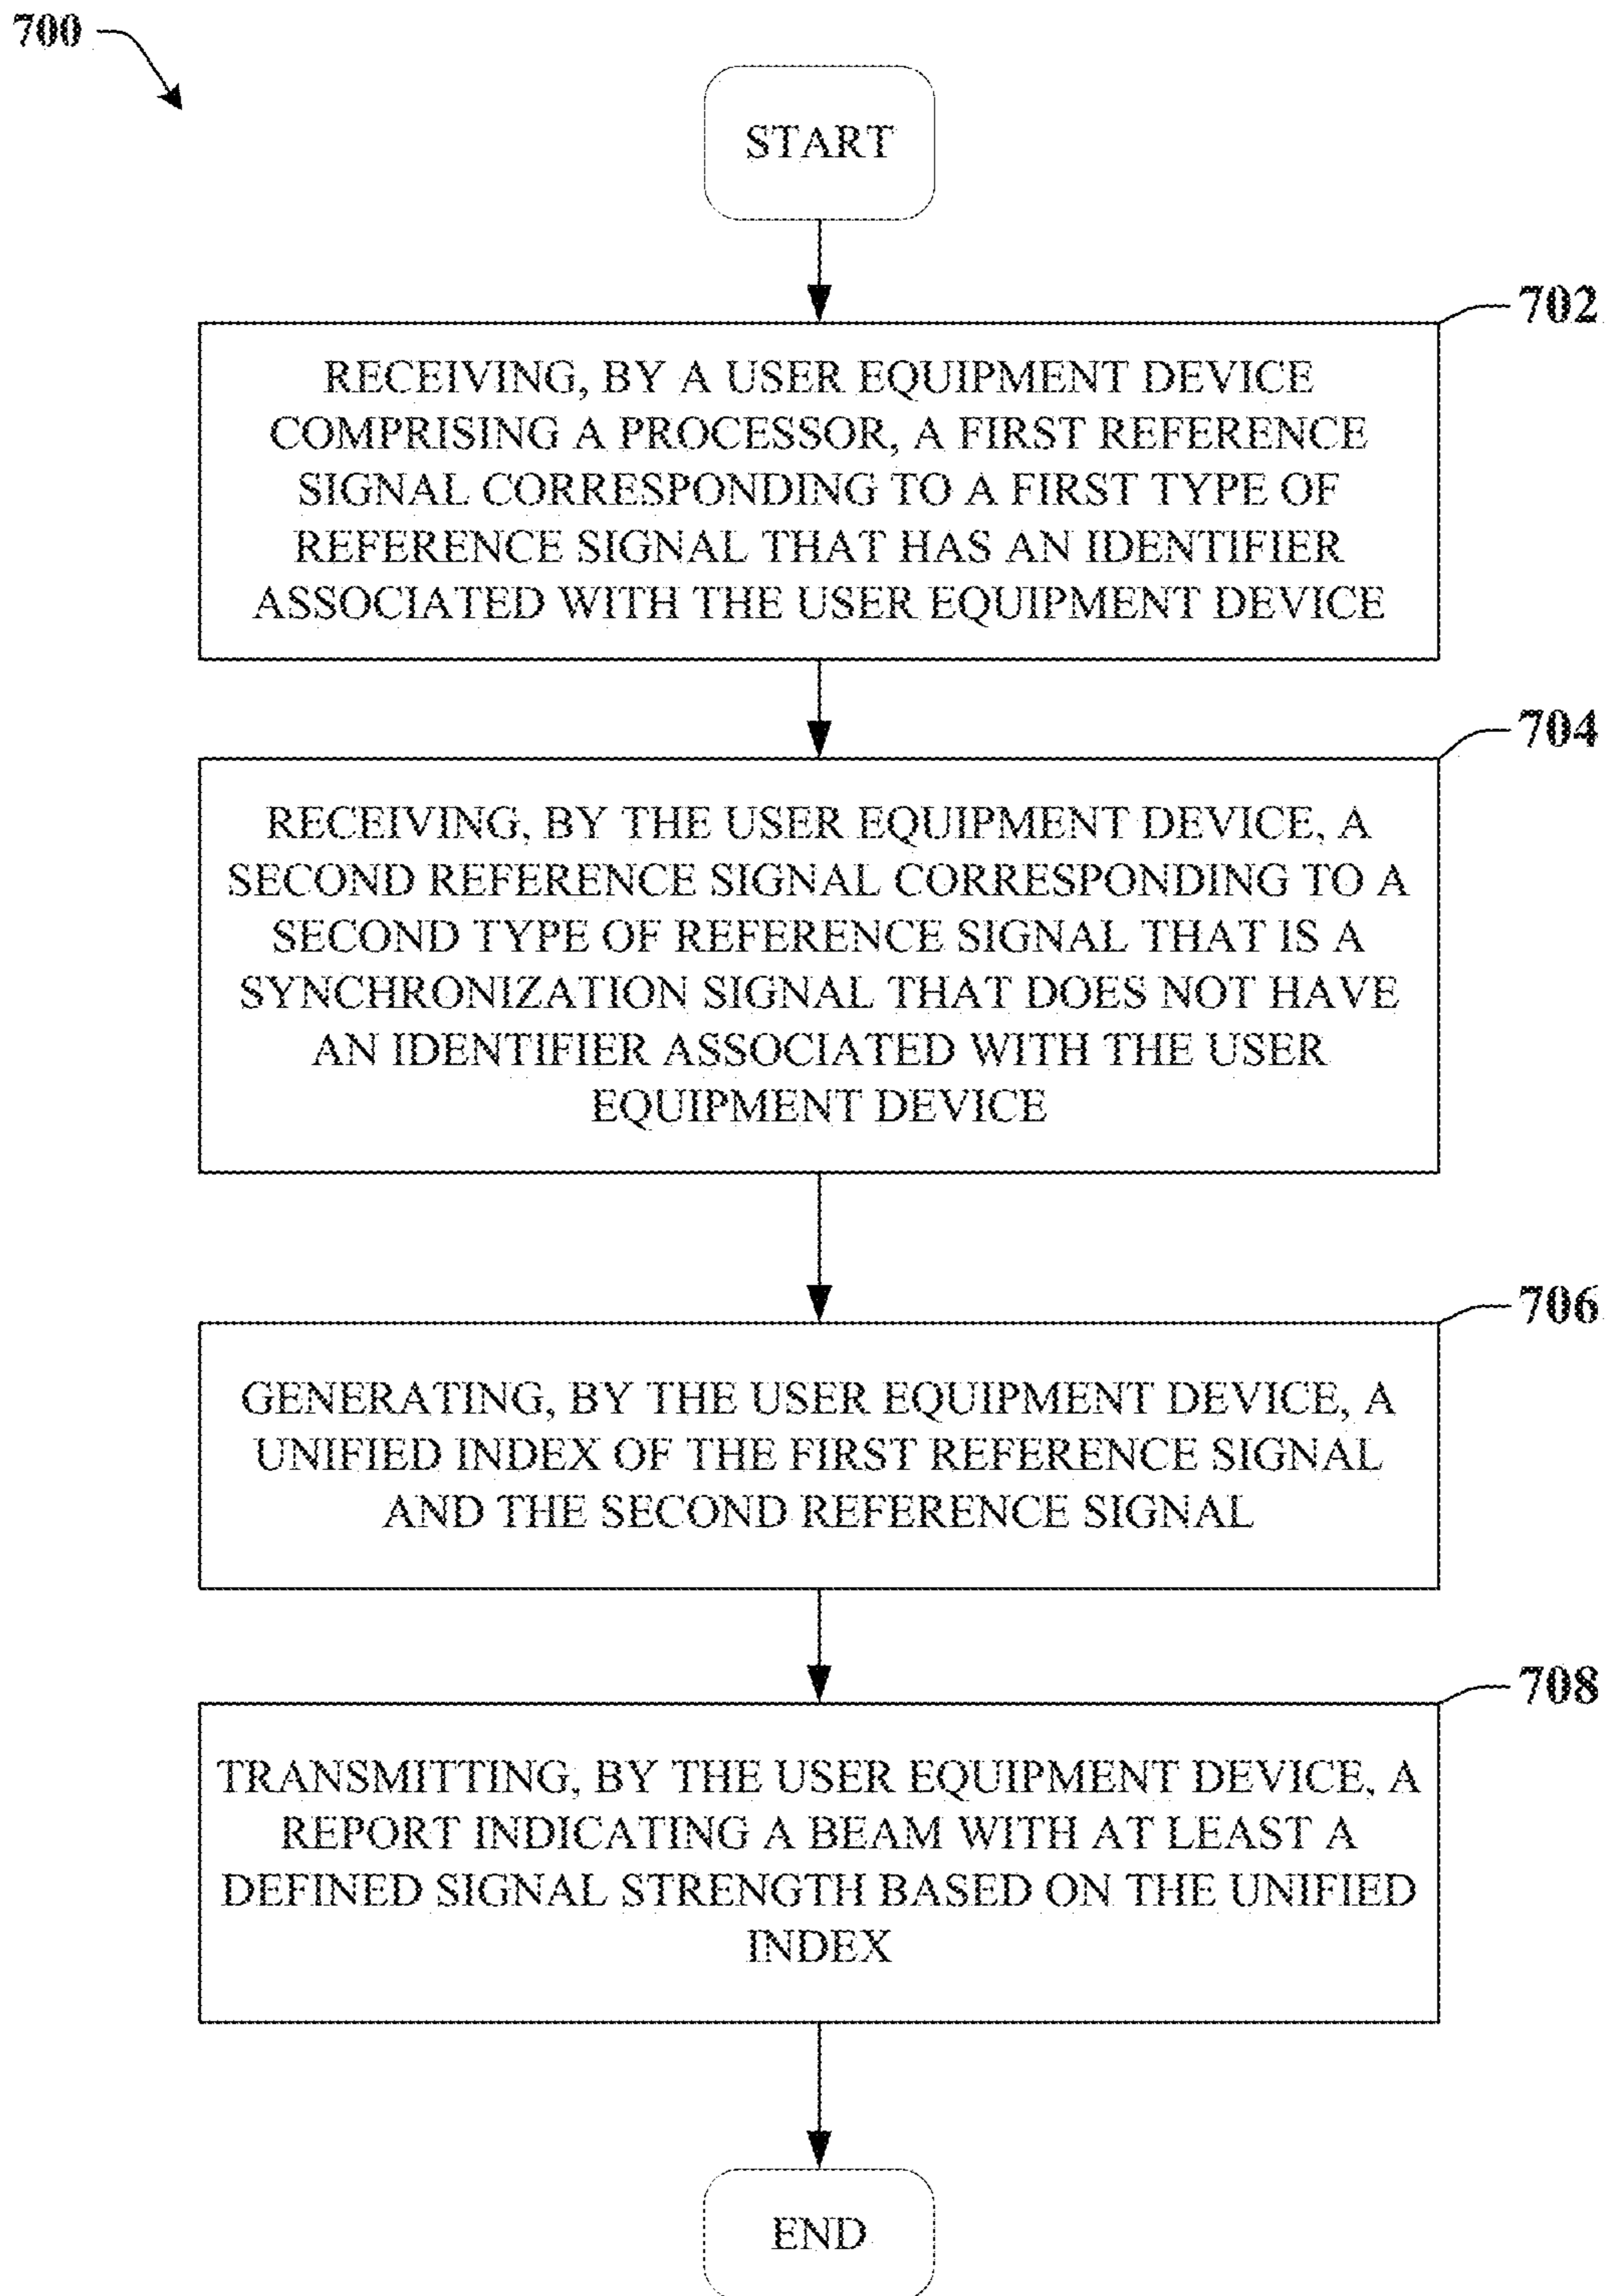 700
START
702
RECEIVING, BY A USER EQUIPMENT DEVICE
COMPRISING A PROCESSOR, A FIRST REFERENCE
SIGNAL CORRESPONDING TO A FIRST TYPE OF
REFERENCE SIGNAL THAT HAS AN IDENTIFIER
ASSOCIATED WITH THE USER EQUIPMENT DEVICE
704
RECEIVING, BY THE USER EQUIPMENT DEVICE, A
SECOND REFERENCE SIGNAL CORRESPONDING TO A
SECOND TYPE OF REFERENCE SIGNAL THAT IS A
SYNCHRONIZATION SIGNAL THAT DOES NOT HAVE
AN IDENTIFIER ASSOCIATED WITH THE USER
EQUIPMENT DEVICE
706
GENERATING, BY THE USER EQUIPMENT DEVICE, A
UNIFIED INDEX OF THE FIRST REFERENCE SIGNAL
AND THE SECOND REFERENCE SIGNAL
708
TRANSMITTING, BY THE USER EQUIPMENT DEVICE, A
REPORT INDICATING A BEAM WITH AT LEAST A
DEFINED SIGNAL STRENGTH BASED ON THE UNIFIED
INDEX
END